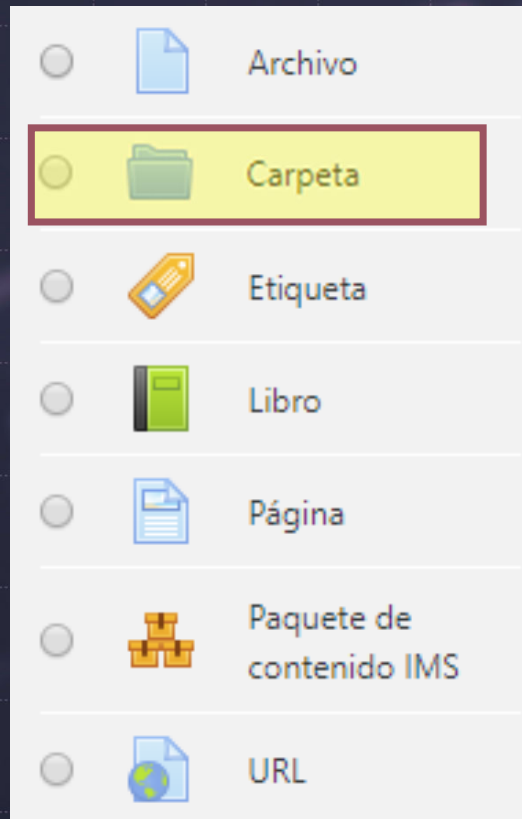 Archivo
Carpeta
Etiqueta
Libro
Página
Paquete de
contenido IMS
URL